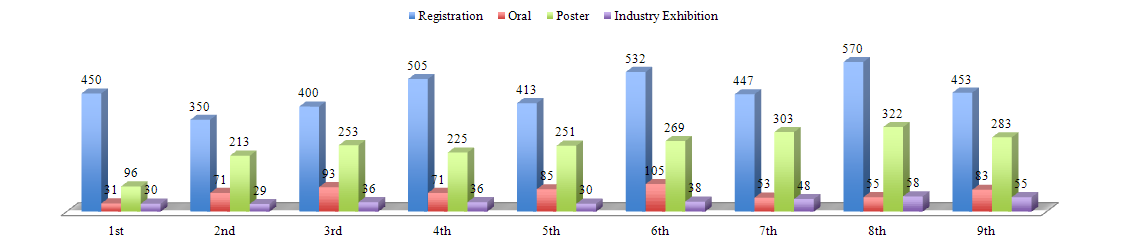 Registration Oral Poster Industry Exhibition
450 31 96 30
350 71 213 29
400 93 253 36
505 71 225 36
413 85 251 30
532 105 269 38
447 53 303 48
570 55 322 58
453 83 283 55
1st 2nd 3rd 4th 5th 6th 7th 8th 9th